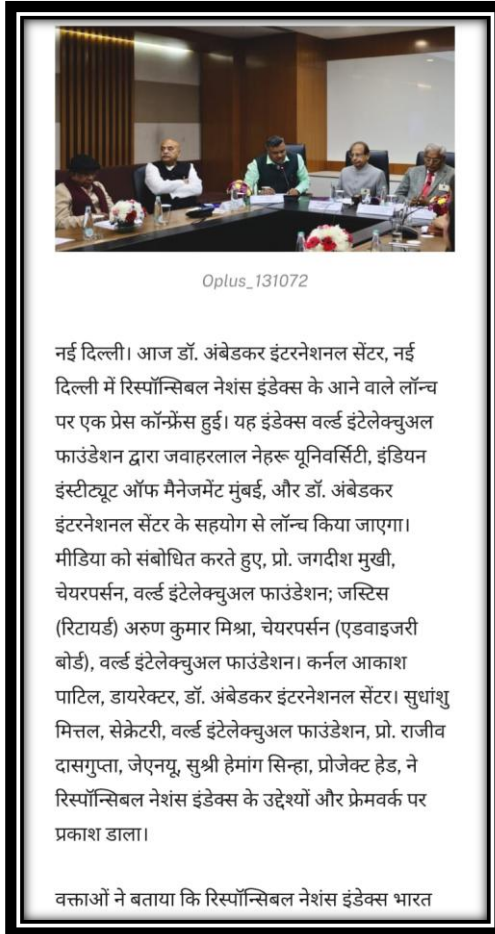 Oplus_131072
नई दिल्ली। आज डॉ. अंबेडकर इंटरनेशनल सेंटर, नई
दिल्ली में रिस्पॉन्सिबल नेशंस इंडेक्स के आने वाले लॉन्च
पर एक प्रेस कॉन्फ्रेंस हुई। यह इंडेक्स वर्ल्ड इंटेलेक्चुअल
फाउंडेशन द्वारा जवाहरलाल नेहरू यूनिवर्सिटी, इंडियन
इंस्टीट्यूट ऑफ मैनेजमेंट मुंबई, और डॉ. अंबेडकर
इंटरनेशनल सेंटर के सहयोग से लॉन्च किया जाएगा।
मीडिया को संबोधित करते हुए, प्रो. जगदीश मुखी,
चेयरपर्सन, वर्ल्ड इंटेलेक्चुअल फाउंडेशन; जस्टिस
(रिटायर्ड) अरुण कुमार मिश्रा, चेयरपर्सन (एडवाइजरी
बोर्ड), वर्ल्ड इंटेलेक्चुअल फाउंडेशन। कर्नल आकाश
पाटिल, डायरेक्टर, डॉ. अंबेडकर इंटरनेशनल सेंटर। सुधांशु
मित्तल, सेक्रेटरी, वर्ल्ड इंटेलेक्चुअल फाउंडेशन, प्रो. राजीव
दासगुप्ता, जेएनयू, सुश्री हेमांग सिन्हा, प्रोजेक्ट हेड, ने
रिस्पॉन्सिबल नेशंस इंडेक्स के उद्देश्यों और फ्रेमवर्क पर
प्रकाश डाला।
वक्ताओं ने बताया कि रिस्पॉन्सिबल नेशंस इंडेक्स भारत